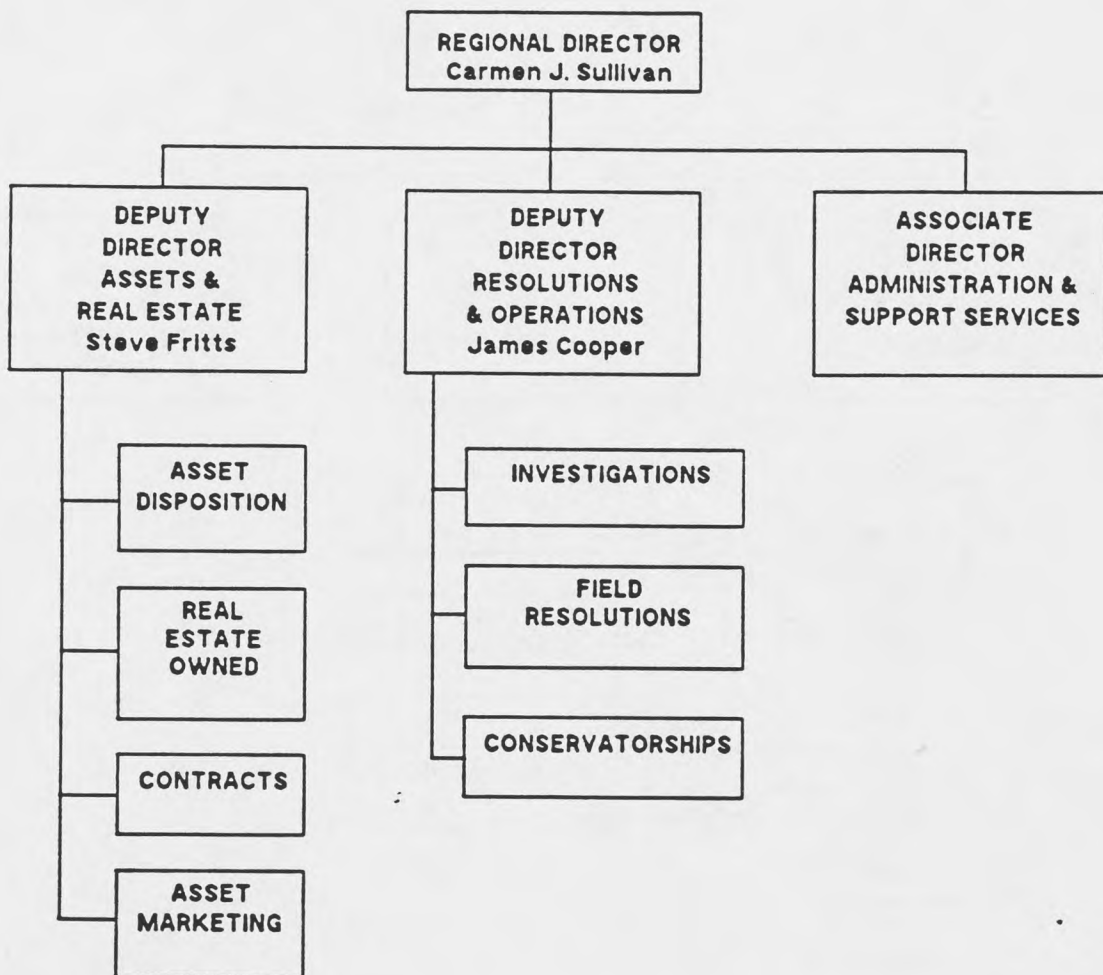 REGIONAL DIRECTOR
Carmen J. Sullivan
DEPUTY
DIRECTOR
ASSETS &
REAL ESTATE
Steve Fritts
DEPUTY
DIRECTOR
RESOLUTIONS
& OPERATIONS
James Cooper
ASSOCIATE
DIRECTOR
ADMINISTRATION &
SUPPORT SERVICES
ASSET
DISPOSITION
REAL
ESTATE
OWNED
CONTRACTS
ASSET
MARKETING
INVESTIGATIONS
FIELD
RESOLUTIONS
CONSERVATORSHIPS